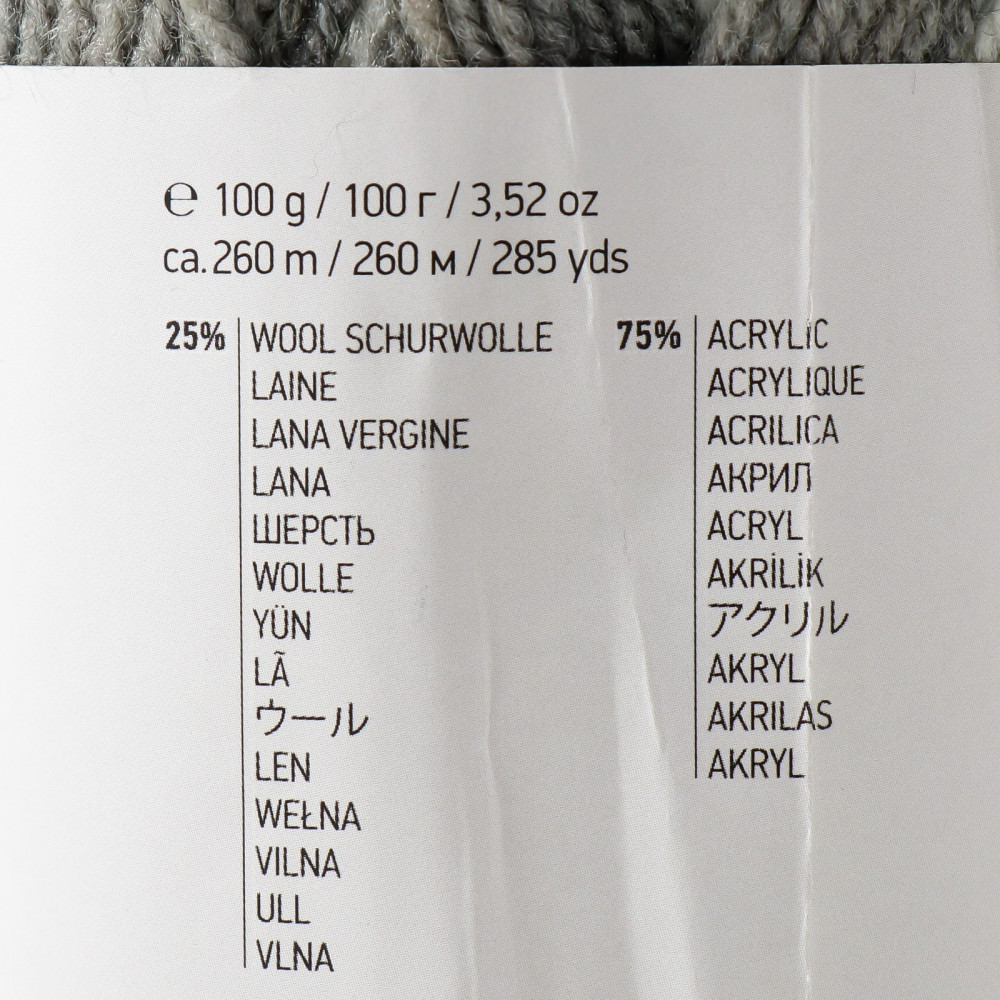 ℮ 100 g / 100 г / 3,52 oz
ca. 260 m / 260 м / 285 yds
25% WOOL SCHURWOLLE
LAINE
LANA VERGINE
LANA
ШЕРСТЬ
WOLLE
YÜN
LÃ
ウール
LEN
WEŁNA
VILNA
ULL
VLNA
75% ACRYLIC
ACRYLIQUE
ACRILICA
АКРИЛ
ACRYL
AKRİLİK
アクリル
AKRYL
AKRILAS
AKRYL